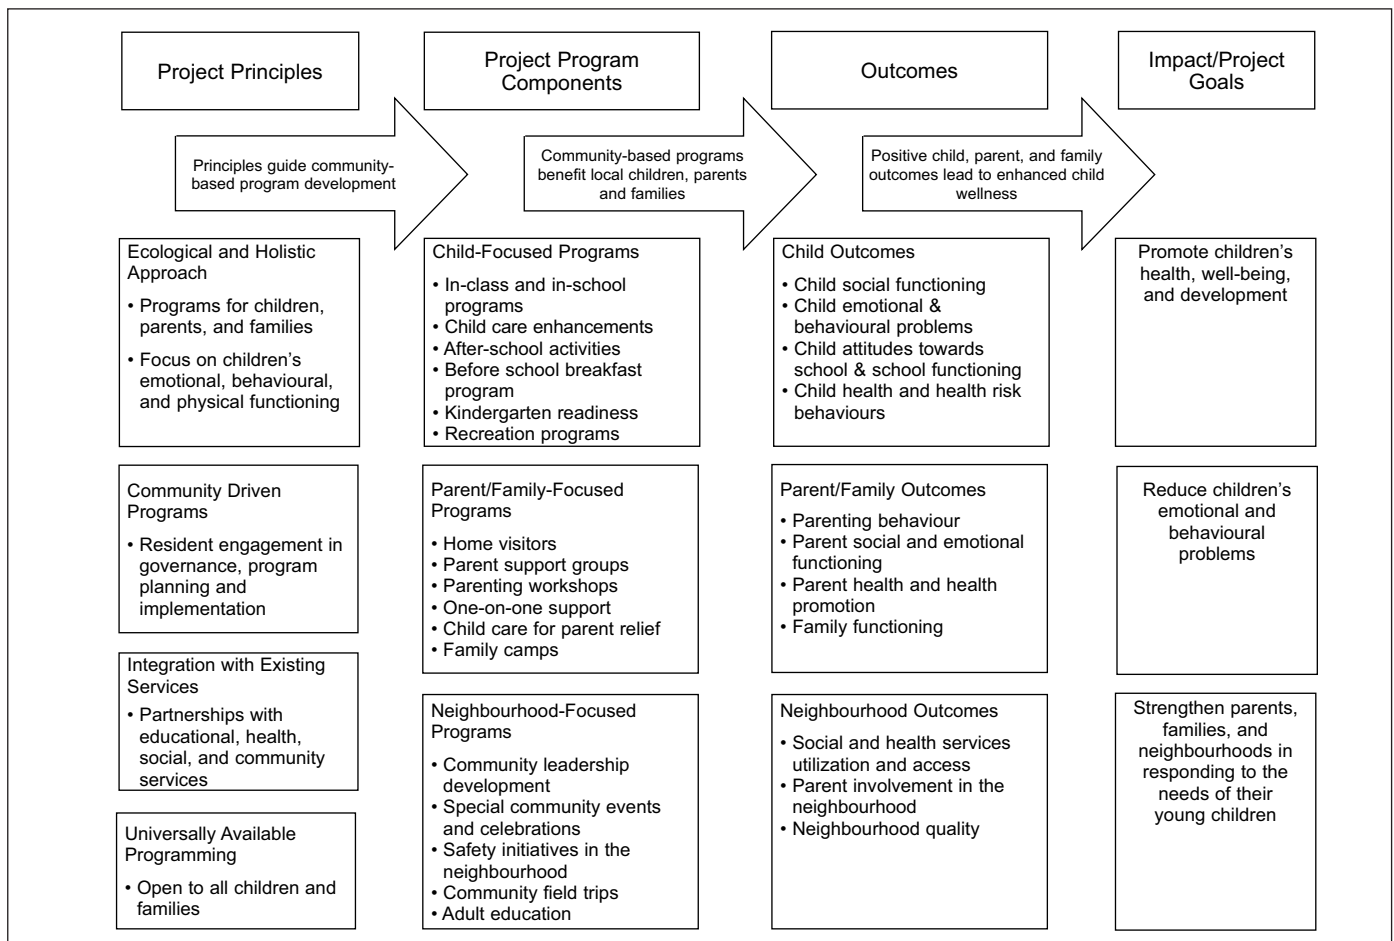 Project Principles
Project Program
Components
Outcomes
Impact/Project
Goals
Principles guide community-
based program development
Community-based programs
benefit local children, parents
and families
Positive child, parent, and family
outcomes lead to enhanced child
wellness
Ecological and Holistic
Approach
• Programs for children,
parents, and families
• Focus on children’s
emotional, behavioural,
and physical functioning
Community Driven
Programs
• Resident engagement in
governance, program
planning and
implementation
Integration with Existing
Services
• Partnerships with
educational, health,
social, and community
services
Universally Available
Programming
• Open to all children and
families
Child-Focused Programs
• In-class and in-school
programs
• Child care enhancements
• After-school activities
• Before school breakfast
program
• Kindergarten readiness
• Recreation programs
Parent/Family-Focused
Programs
• Home visitors
• Parent support groups
• Parenting workshops
• One-on-one support
• Child care for parent relief
• Family camps
Neighbourhood-Focused
Programs
• Community leadership
development
• Special community events
and celebrations
• Safety initiatives in the
neighbourhood
• Community field trips
• Adult education
Child Outcomes
• Child social functioning
• Child emotional &
behavioural problems
• Child attitudes towards
school & school functioning
• Child health and health risk
behaviours
Parent/Family Outcomes
• Parenting behaviour
• Parent social and emotional
functioning
• Parent health and health
promotion
• Family functioning
Neighbourhood Outcomes
• Social and health services
utilization and access
• Parent involvement in the
neighbourhood
• Neighbourhood quality
Promote children’s
health, well-being,
and development
Reduce children’s
emotional and
behavioural
problems
Strengthen parents,
families, and
neighbourhoods in
responding to the
needs of their
young children